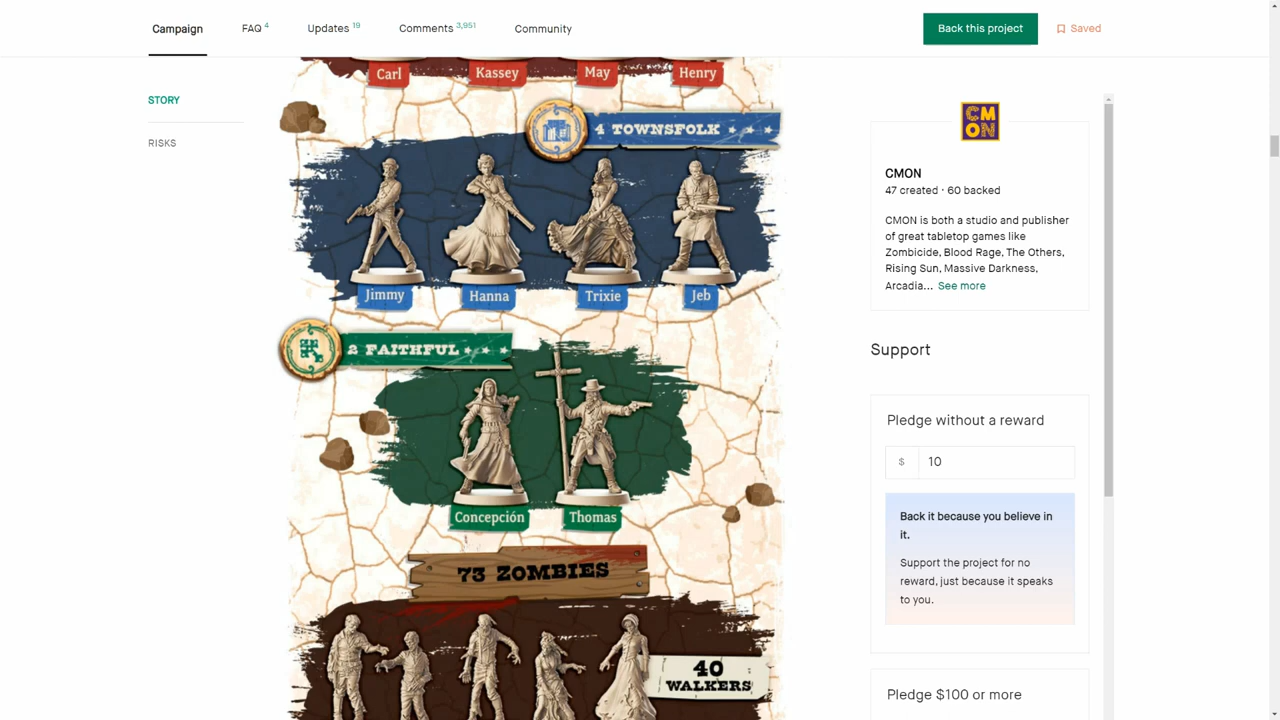 Campaign
FAQ 4
Updates 19
Comments 3,951
Community
Back this project
Saved
STORY
RISKS
Carl
Kassey
May
Henry
4 TOWNSFOLK
Jimmy
Hanna
Trixie
Jeb
2 FAITHFUL
Concepción
Thomas
73 ZOMBIES
40
WALKERS
CMON
CMON
47 created · 60 backed
CMON is both a studio and publisher
of great tabletop games like
Zombicide, Blood Rage, The Others,
Rising Sun, Massive Darkness,
Arcadia... See more
Support
Pledge without a reward
$ 10
Back it because you believe in
it.
Support the project for no
reward, just because it speaks
to you.
Pledge $100 or more